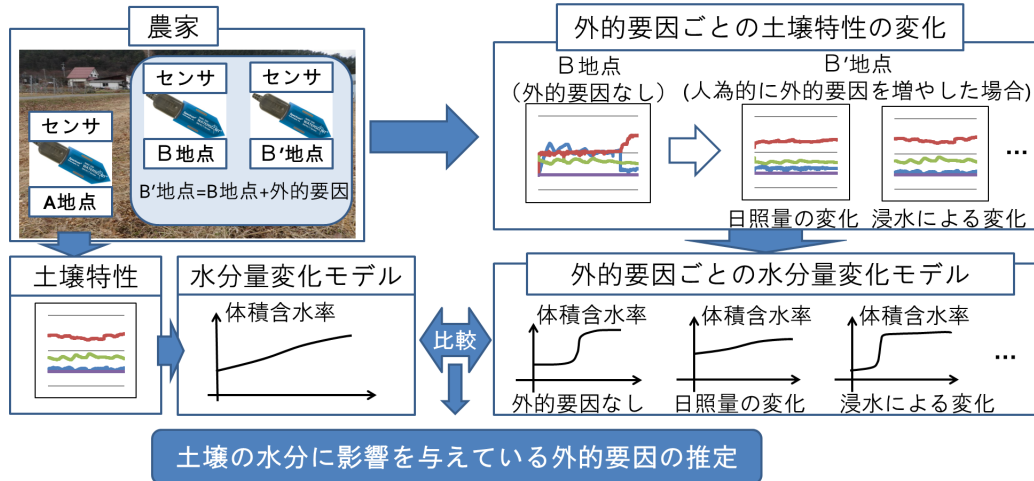 農家
センサ
センサ
センサ
B地点
B′地点
A地点
B′地点=B地点+外的要因
外的要因ごとの土壌特性の変化
B地点
(外的要因なし)
B′地点
(人為的に外的要因を増やした場合)
...
日照量の変化
浸水による変化
土壌特性
水分量変化モデル
体積含水率
比較
外的要因ごとの水分量変化モデル
体積含水率
体積含水率
体積含水率
...
外的要因なし
日照量の変化
浸水による変化
土壌の水分に影響を与えている外的要因の推定